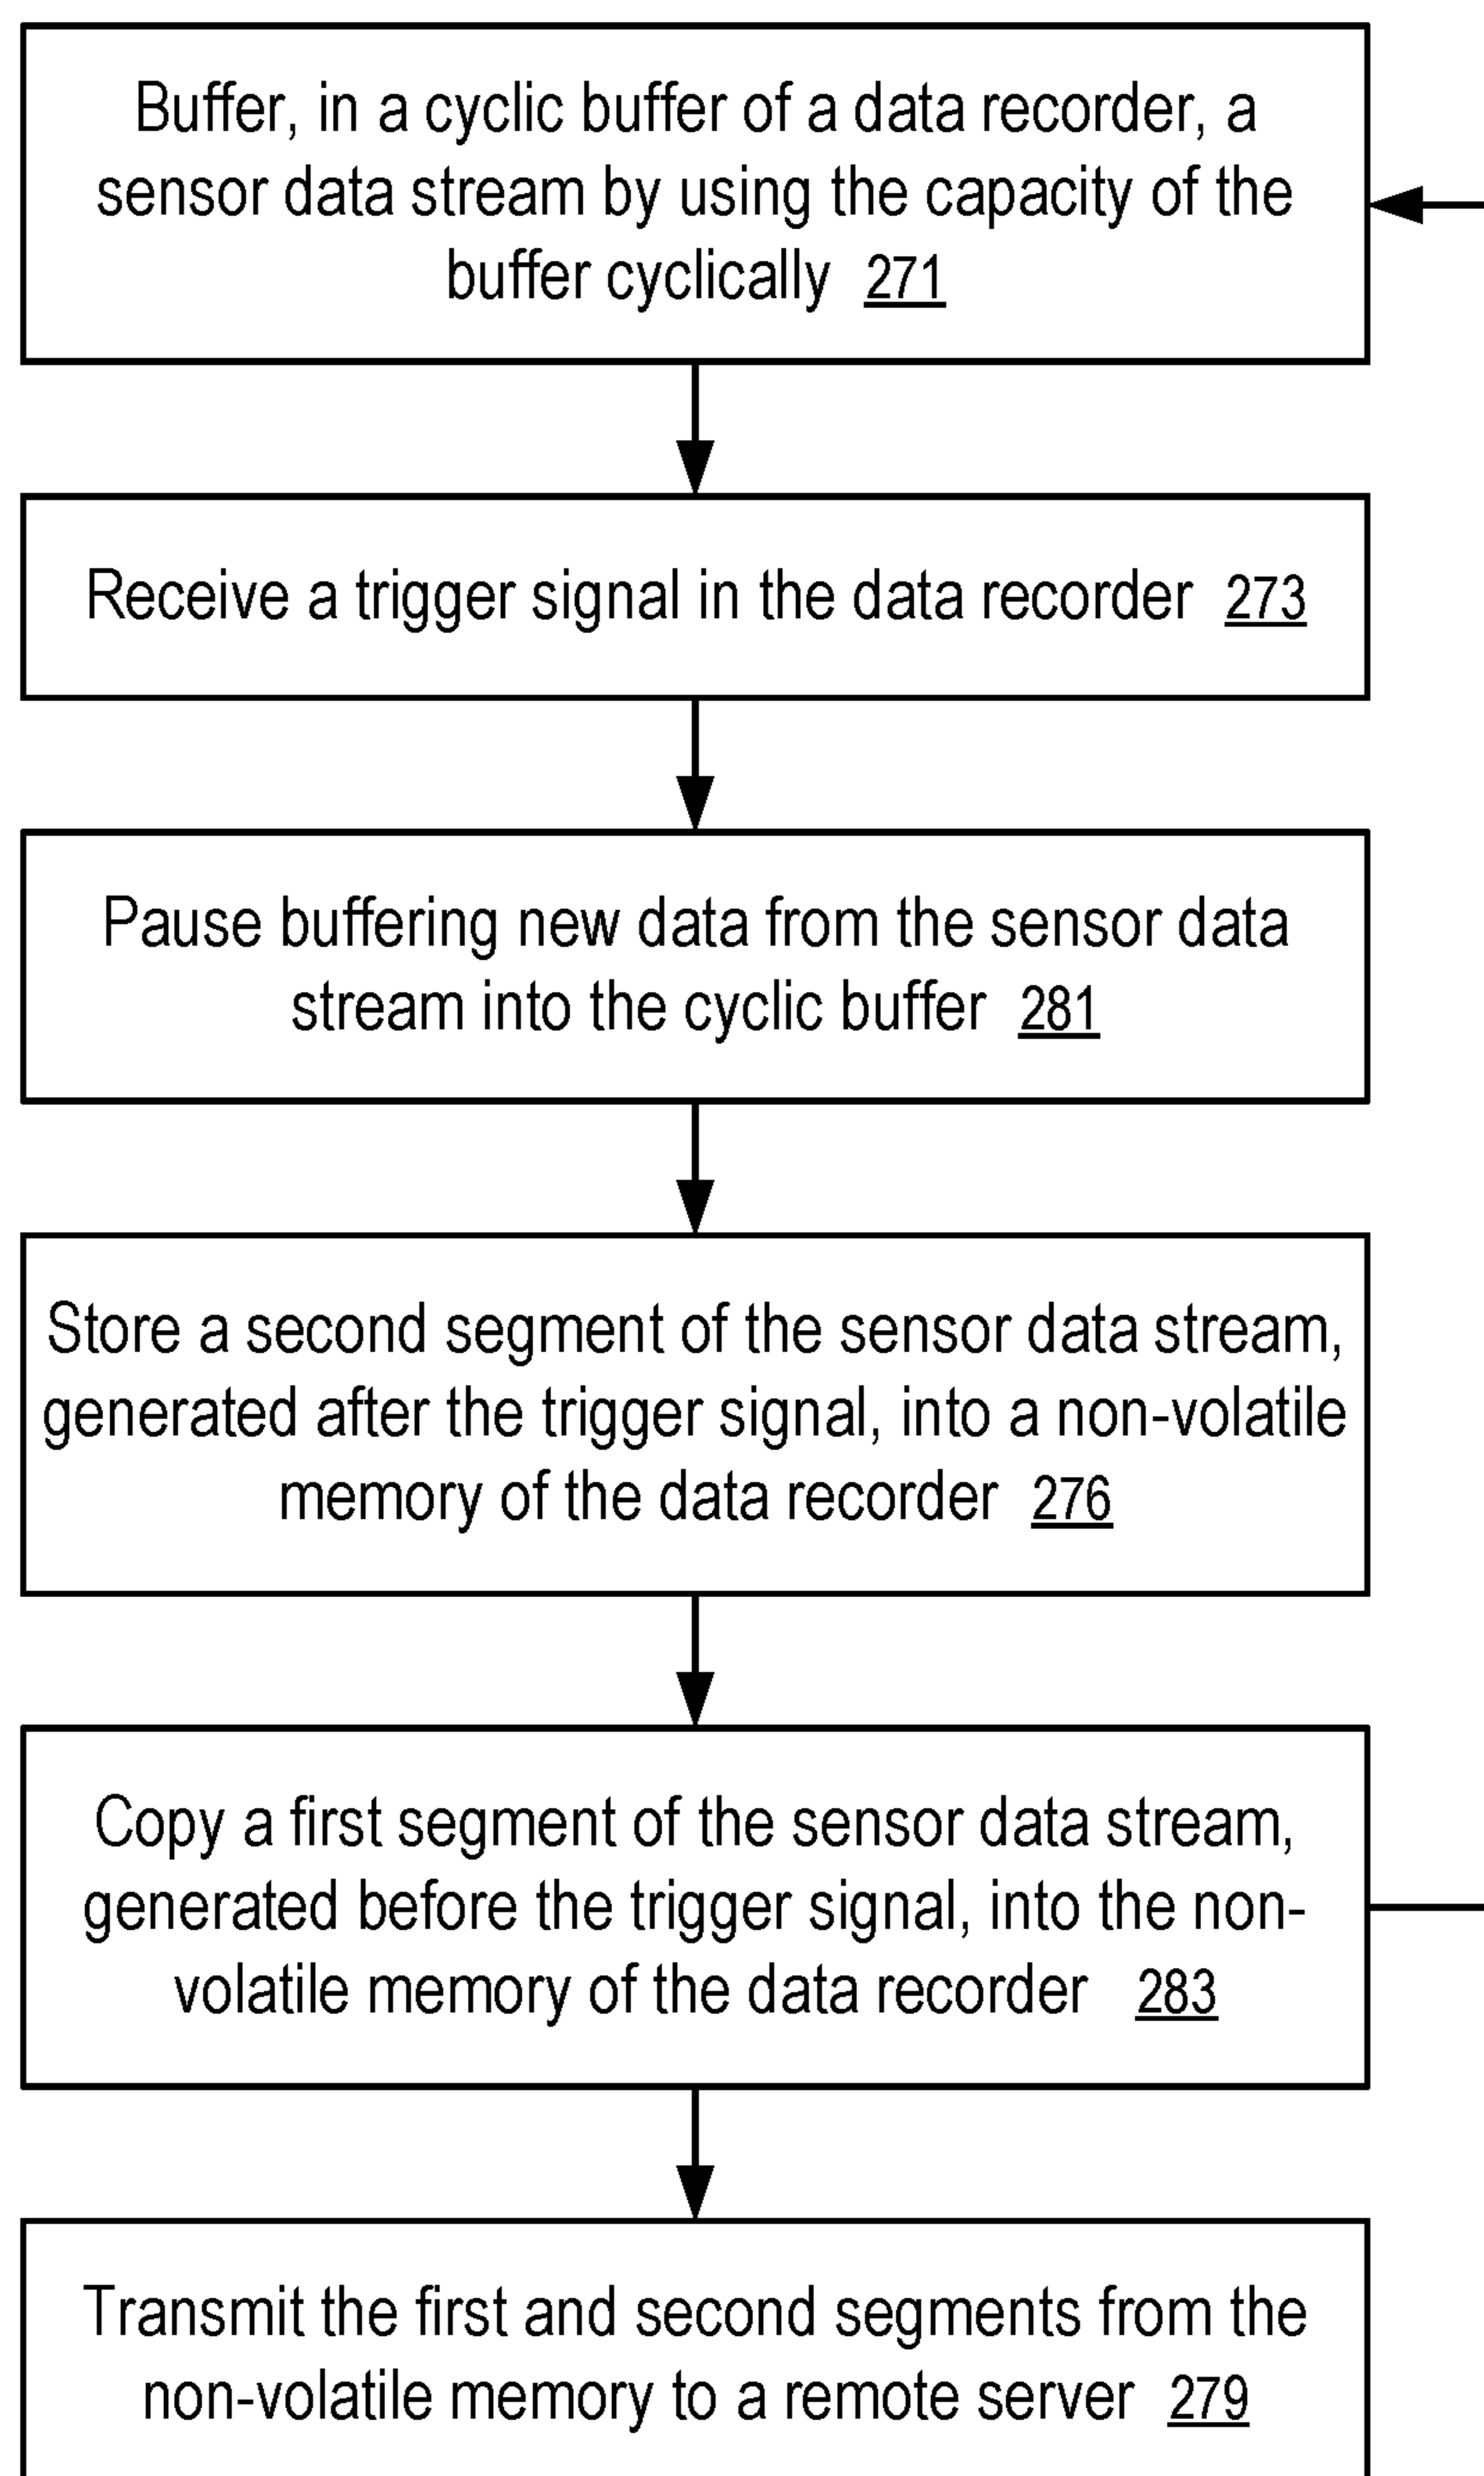 Buffer, in a cyclic buffer of a data recorder, a
sensor data stream by using the capacity of the
buffer cyclically 271
Receive a trigger signal in the data recorder 273
Pause buffering new data from the sensor data
stream into the cyclic buffer 281
Store a second segment of the sensor data stream,
generated after the trigger signal, into a non-volatile
memory of the data recorder 276
Copy a first segment of the sensor data stream,
generated before the trigger signal, into the non-
volatile memory of the data recorder 283
Transmit the first and second segments from the
non-volatile memory to a remote server 279